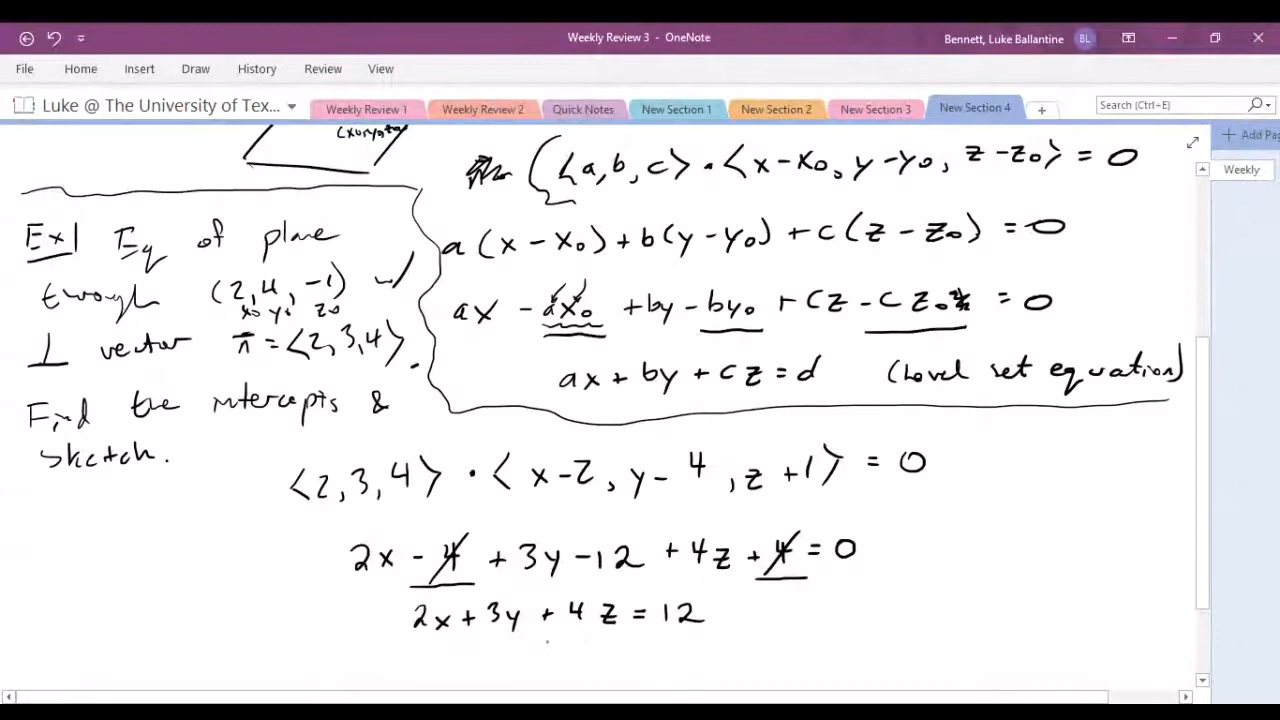 Weekly Review 3 - OneNote
Bennett, Luke Ballantine BL
File Home Insert Draw History Review View
Luke @ The University of Tex... Weekly Review 1 Weekly Review 2 Quick Notes New Section 1 New Section 2 New Section 3 New Section 4 + Search (Ctrl+E)
+ Add Pag
Weekly
⟨a, b, c⟩ · ⟨x-x₀, y-y₀, z-z₀⟩ = 0
a(x-x₀) + b(y-y₀) + c(z-z₀) = 0
ax - ax₀ + by - by₀ + cz - cz₀ = 0
ax + by + cz = d (Level set equation)
Ex1 Eq of plane
through (2,4,-1) w/
x₀ y₀ z₀
⊥ vector n = ⟨2,3,4⟩.
Find the intercepts &
sketch.
⟨2,3,4⟩ · ⟨x-2, y-4, z+1⟩ = 0
2x - 4 + 3y - 12 + 4z + 4 = 0
2x + 3y + 4z = 12